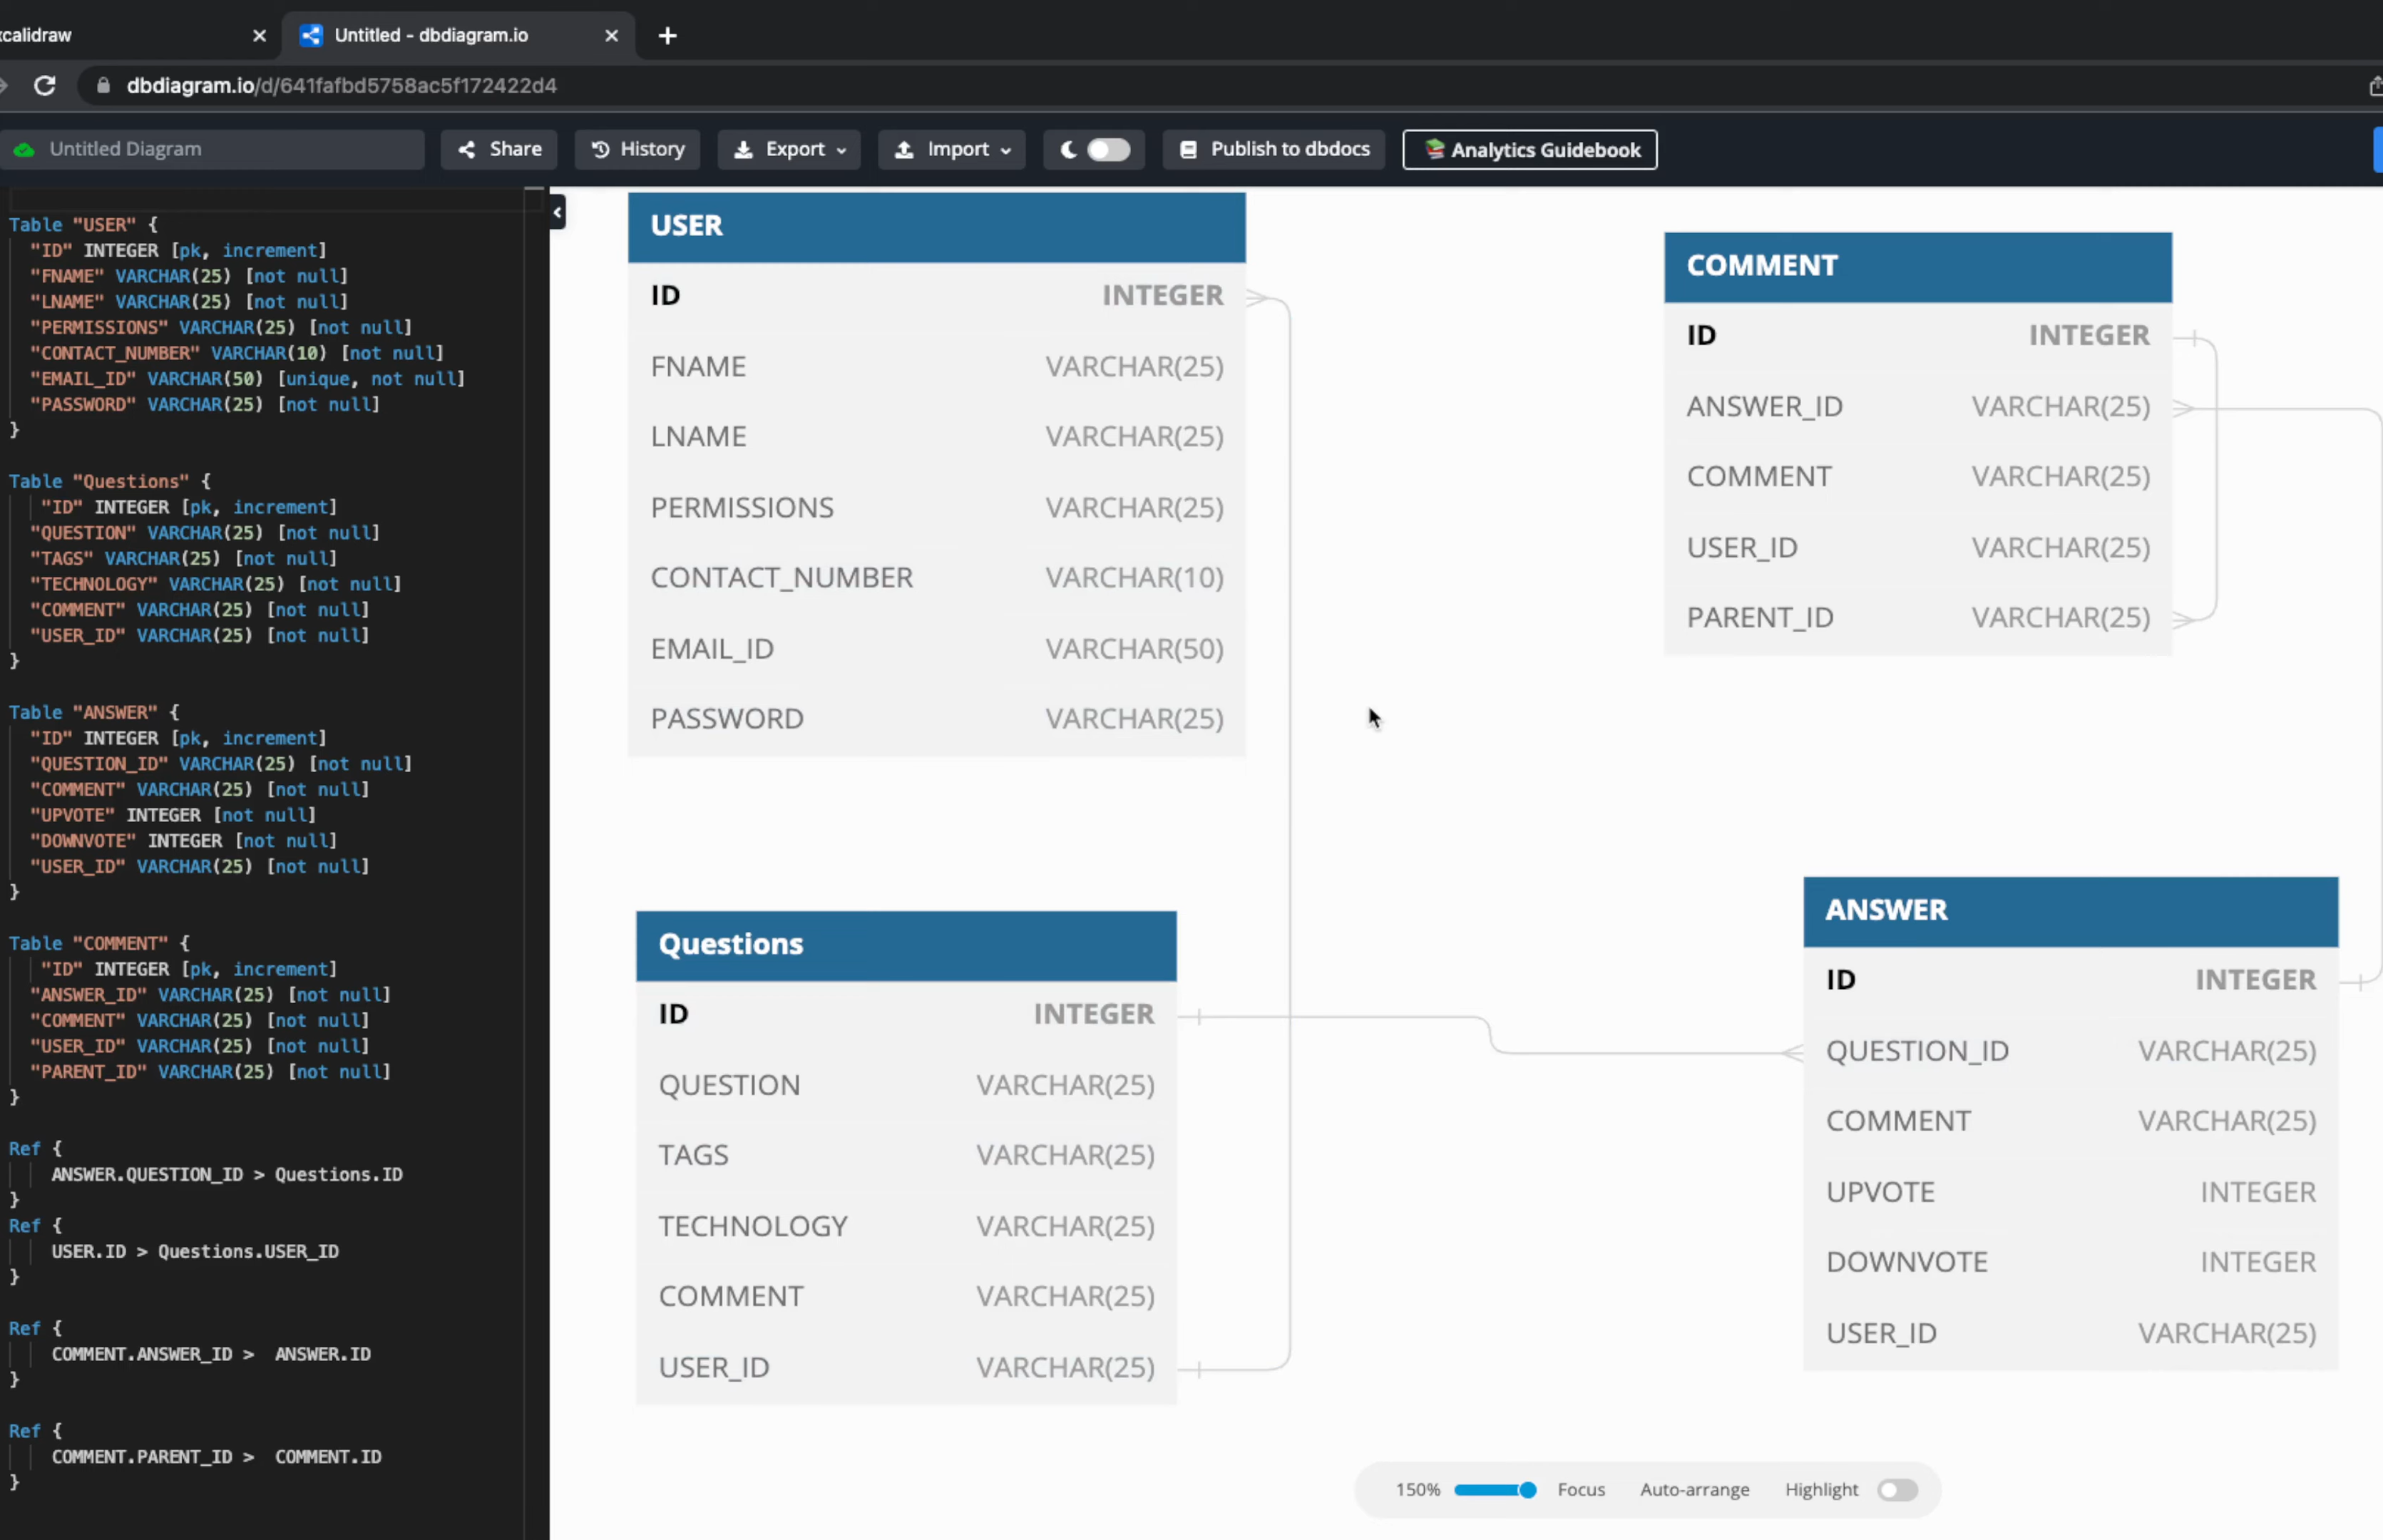 calidraw
Untitled - dbdiagram.io
dbdiagram.io/d/641fafbd5758ac5f172422d4
Untitled Diagram
Share
History
Export
Import
Publish to dbdocs
Analytics Guidebook
Table "USER" {
"ID" INTEGER [pk, increment]
"FNAME" VARCHAR(25) [not null]
"LNAME" VARCHAR(25) [not null]
"PERMISSIONS" VARCHAR(25) [not null]
"CONTACT_NUMBER" VARCHAR(10) [not null]
"EMAIL_ID" VARCHAR(50) [unique, not null]
"PASSWORD" VARCHAR(25) [not null]
}
Table "Questions" {
"ID" INTEGER [pk, increment]
"QUESTION" VARCHAR(25) [not null]
"TAGS" VARCHAR(25) [not null]
"TECHNOLOGY" VARCHAR(25) [not null]
"COMMENT" VARCHAR(25) [not null]
"USER_ID" VARCHAR(25) [not null]
}
Table "ANSWER" {
"ID" INTEGER [pk, increment]
"QUESTION_ID" VARCHAR(25) [not null]
"COMMENT" VARCHAR(25) [not null]
"UPVOTE" INTEGER [not null]
"DOWNVOTE" INTEGER [not null]
"USER_ID" VARCHAR(25) [not null]
}
Table "COMMENT" {
"ID" INTEGER [pk, increment]
"ANSWER_ID" VARCHAR(25) [not null]
"COMMENT" VARCHAR(25) [not null]
"USER_ID" VARCHAR(25) [not null]
"PARENT_ID" VARCHAR(25) [not null]
}
Ref {
ANSWER.QUESTION_ID > Questions.ID
}
Ref {
USER.ID > Questions.USER_ID
}
Ref {
COMMENT.ANSWER_ID >  ANSWER.ID
}
Ref {
COMMENT.PARENT_ID >  COMMENT.ID
}
USER
ID INTEGER
FNAME VARCHAR(25)
LNAME VARCHAR(25)
PERMISSIONS VARCHAR(25)
CONTACT_NUMBER VARCHAR(10)
EMAIL_ID VARCHAR(50)
PASSWORD VARCHAR(25)
COMMENT
ID INTEGER
ANSWER_ID VARCHAR(25)
COMMENT VARCHAR(25)
USER_ID VARCHAR(25)
PARENT_ID VARCHAR(25)
Questions
ID INTEGER
QUESTION VARCHAR(25)
TAGS VARCHAR(25)
TECHNOLOGY VARCHAR(25)
COMMENT VARCHAR(25)
USER_ID VARCHAR(25)
ANSWER
ID INTEGER
QUESTION_ID VARCHAR(25)
COMMENT VARCHAR(25)
UPVOTE INTEGER
DOWNVOTE INTEGER
USER_ID VARCHAR(25)
150% Focus Auto-arrange Highlight